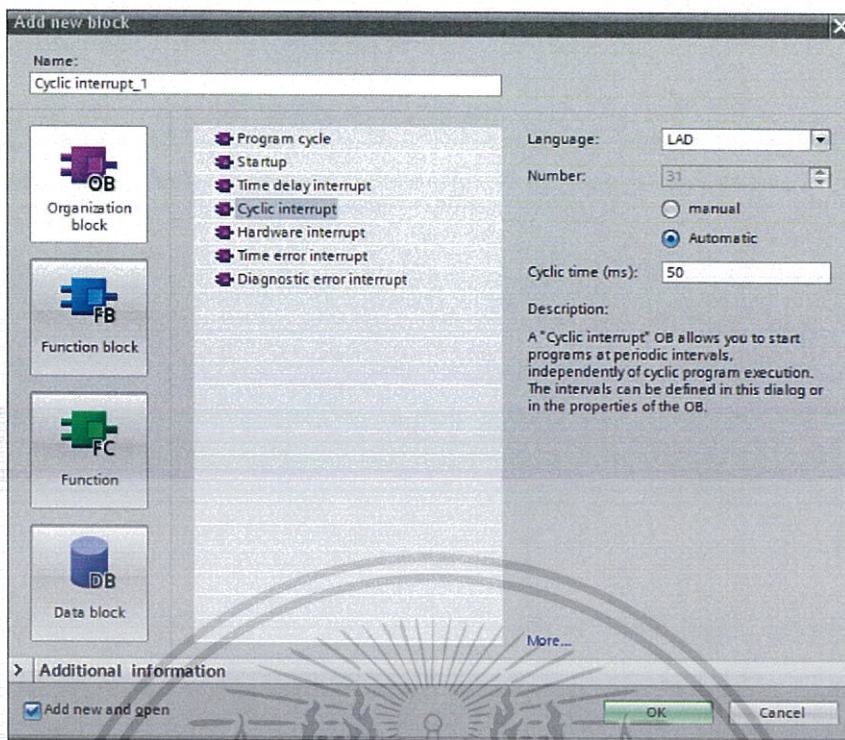 Add new block
Name:
Cyclic interrupt_1
OB
Organization
block
FB
Function block
FC
Function
DB
Data block
Program cycle
Startup
Time delay interrupt
Cyclic interrupt
Hardware interrupt
Time error interrupt
Diagnostic error interrupt
Language:
LAD
Number:
31
manual
Automatic
Cyclic time (ms):
50
Description:
A "Cyclic interrupt" OB allows you to start
programs at periodic intervals,
independently of cyclic program execution.
The intervals can be defined in this dialog or
in the properties of the OB.
More...
> Additional information
Add new and open
OK
Cancel